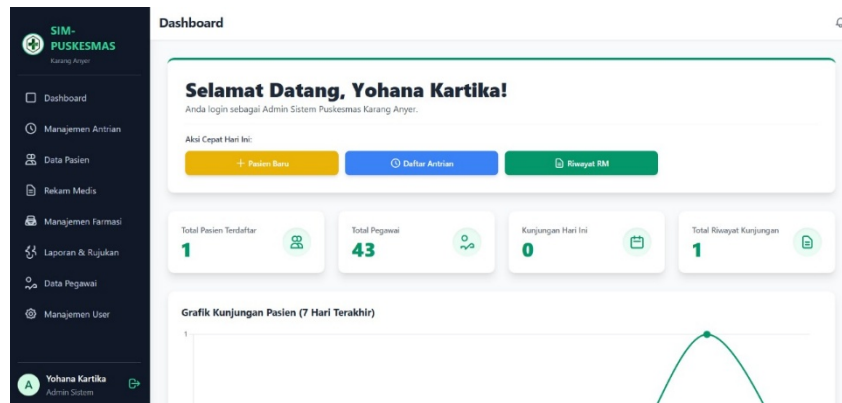 SIM-
PUSKESMAS
Karang Anyer
Dashboard
Manajemen Antrian
Data Pasien
Rekam Medis
Manajemen Farmasi
Laporan & Rujukan
Data Pegawai
Manajemen User
A
Yohana Kartika
Admin Sistem
Dashboard
Selamat Datang, Yohana Kartika!
Anda login sebagai Admin Sistem Puskesmas Karang Anyer.
Aksi Cepat Hari Ini:
+ Pasien Baru
Daftar Antrian
Riwayat RM
Total Pasien Terdaftar
1
Total Pegawai
43
Kunjungan Hari Ini
0
Total Riwayat Kunjungan
1
Grafik Kunjungan Pasien (7 Hari Terakhir)
1